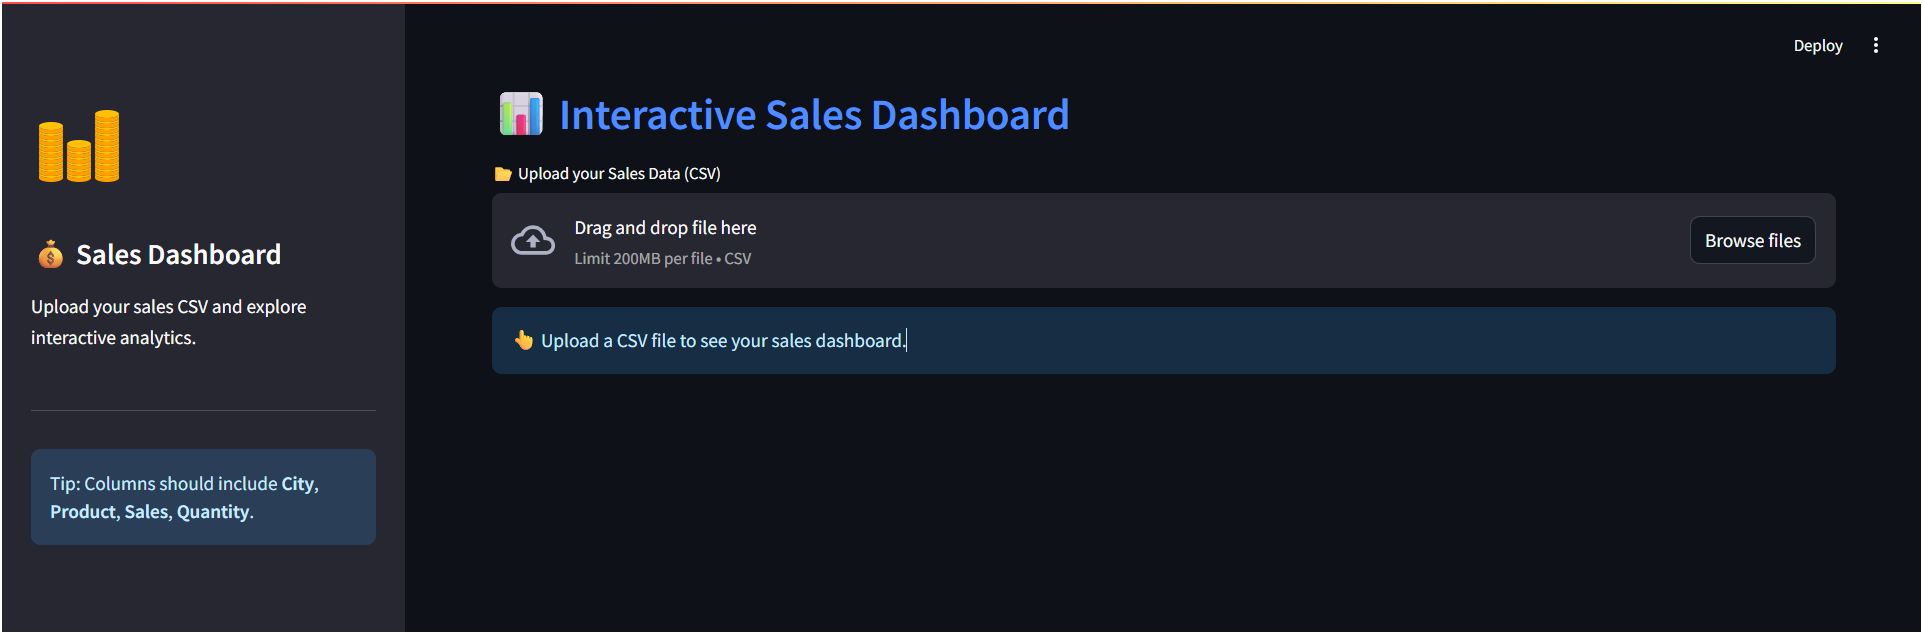 Deploy
Interactive Sales Dashboard
Upload your Sales Data (CSV)
Drag and drop file here
Limit 200MB per file • CSV
Browse files
Upload a CSV file to see your sales dashboard.
Sales Dashboard
Upload your sales CSV and explore
interactive analytics.
Tip: Columns should include City,
Product, Sales, Quantity.